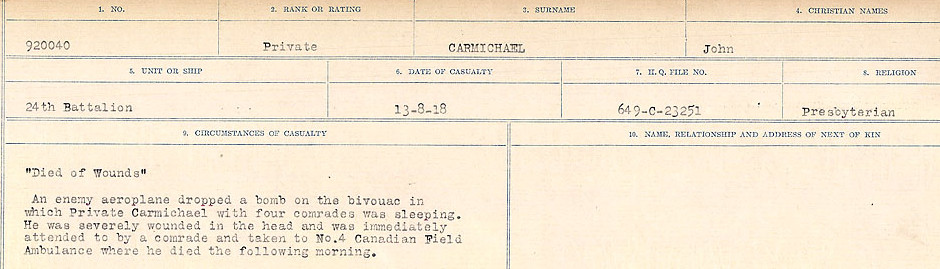 1. NO. 2. RANK OR RATING 3. SURNAME 4. CHRISTIAN NAMES
920040 Private CARMICHAEL John
5. UNIT OR SHIP 6. DATE OF CASUALTY 7. H.Q. FILE NO. 8. RELIGION
24th Battalion 13-8-18 649-C-23251 Presbyterian
9. CIRCUMSTANCES OF CASUALTY 10. NAME, RELATIONSHIP AND ADDRESS OF NEXT OF KIN
"Died of Wounds"
An enemy aeroplane dropped a bomb on the bivouac in
which Private Carmichael with four comrades was sleeping.
He was severely wounded in the head and was immediately
attended to by a comrade and taken to No.4 Canadian Field
Ambulance where he died the following morning.